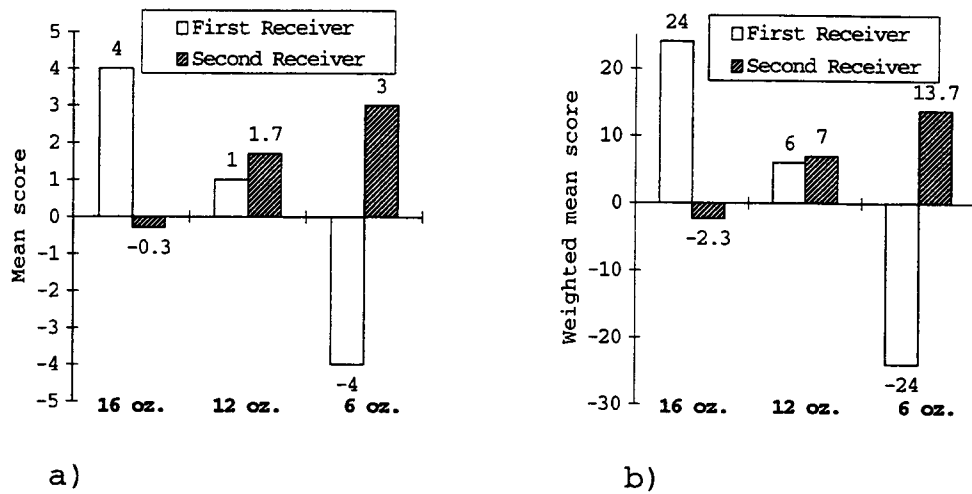 Mean score
5
4
3
2
1
0
-1
-2
-3
-4
-5
First Receiver
Second Receiver
4
-0.3
1
1.7
-4
3
16 oz.
12 oz.
6 oz.
a)
Weighted mean score
20
10
0
-10
-20
-30
First Receiver
Second Receiver
24
-2.3
6
7
-24
13.7
16 oz.
12 oz.
6 oz.
b)